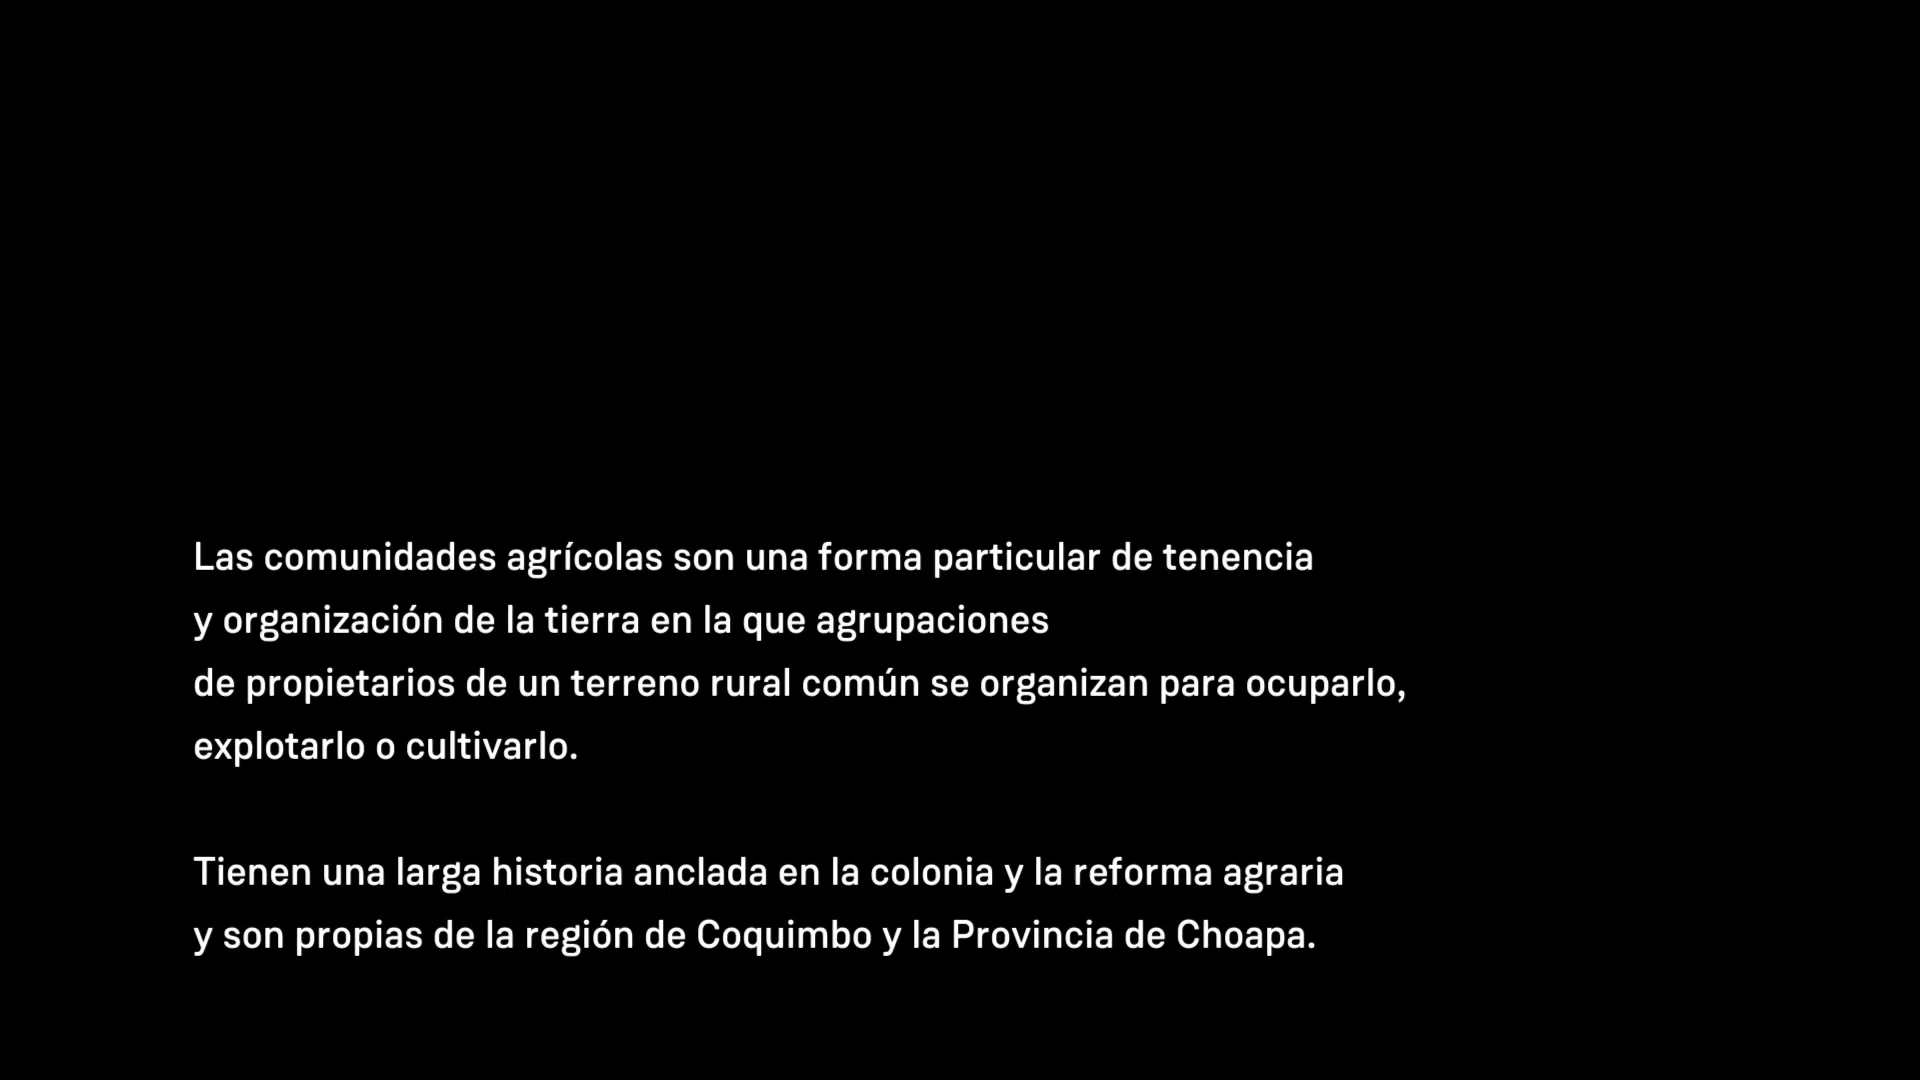 Las comunidades agrícolas son una forma particular de tenencia
y organización de la tierra en la que agrupaciones
de propietarios de un terreno rural común se organizan para ocuparlo,
explotarlo o cultivarlo.
Tienen una larga historia anclada en la colonia y la reforma agraria
y son propias de la región de Coquimbo y la Provincia de Choapa.